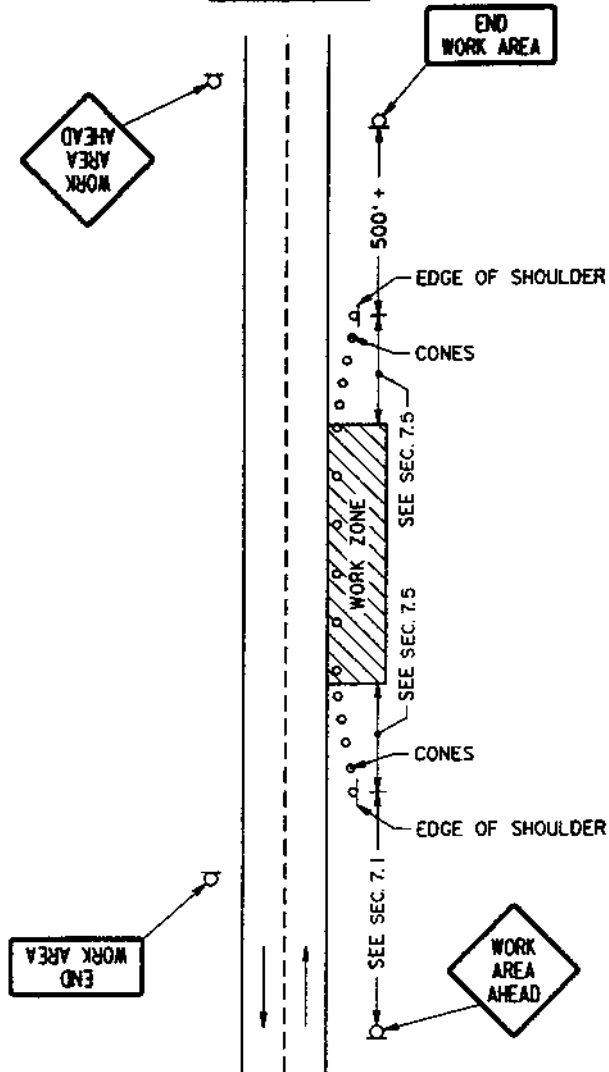 END
WORK AREA
WORK
AREA
AHEAD
500' +
EDGE OF SHOULDER
CONES
SEE SEC. 7.5
WORK ZONE
SEE SEC. 7.5
CONES
EDGE OF SHOULDER
SEE SEC. 7.1
END
WORK AREA
WORK
AREA
AHEAD